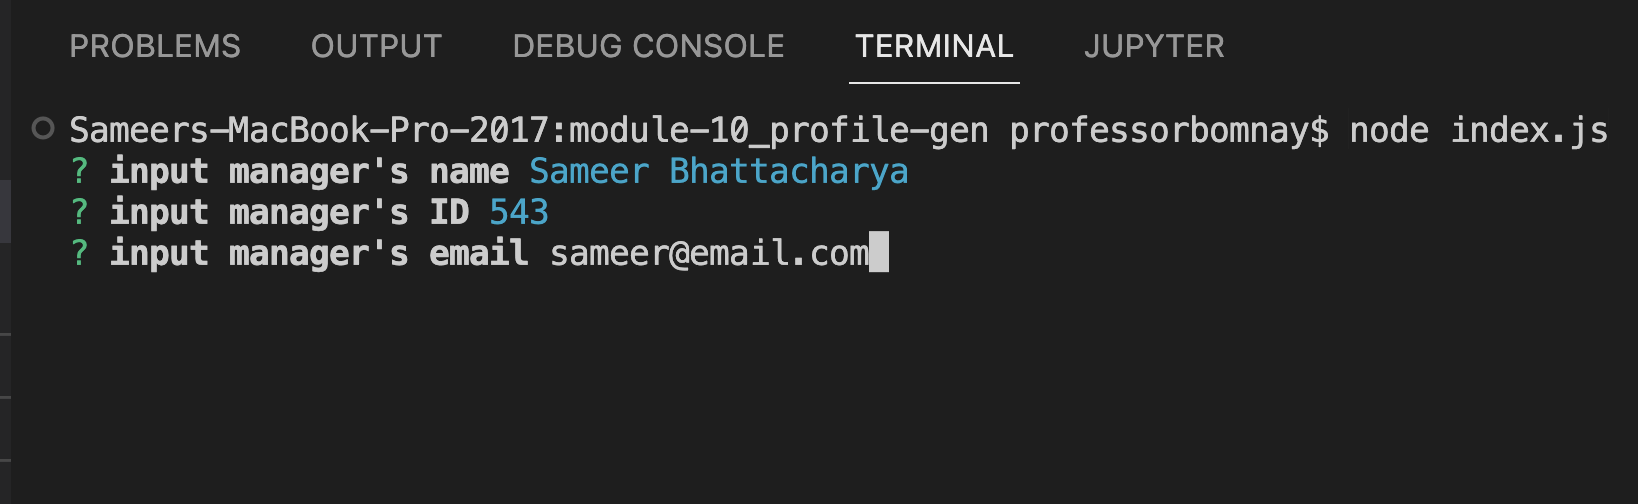 PROBLEMS OUTPUT DEBUG CONSOLE TERMINAL JUPYTER
Sameers-MacBook-Pro-2017:module-10_profile-gen professorbomnay$ node index.js
? input manager's name Sameer Bhattacharya
? input manager's ID 543
? input manager's email sameer@email.com